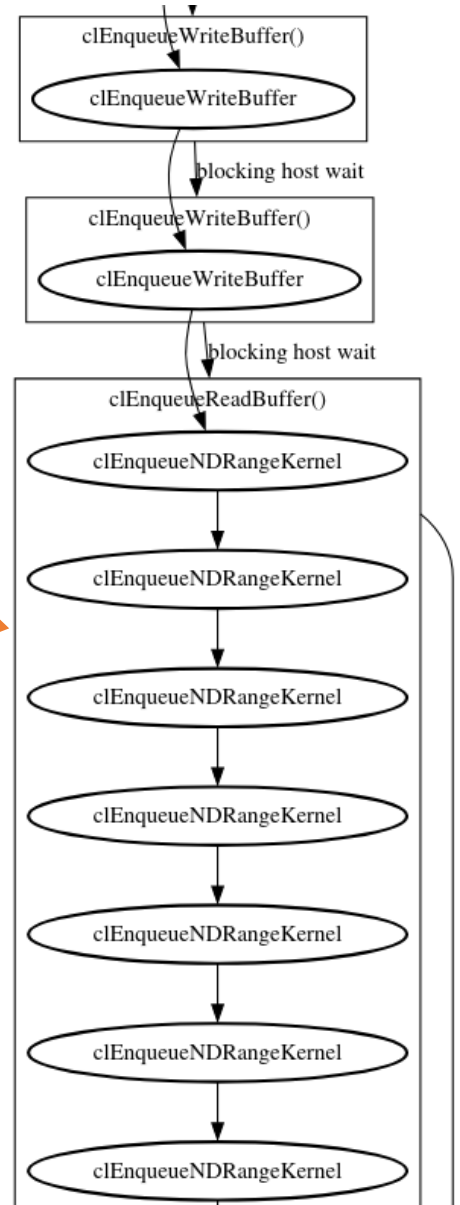 clEnqueueWriteBuffer()
clEnqueueWriteBuffer
blocking host wait
clEnqueueWriteBuffer()
clEnqueueWriteBuffer
blocking host wait
clEnqueueReadBuffer()
clEnqueueNDRangeKernel
clEnqueueNDRangeKernel
clEnqueueNDRangeKernel
clEnqueueNDRangeKernel
clEnqueueNDRangeKernel
clEnqueueNDRangeKernel
clEnqueueNDRangeKernel